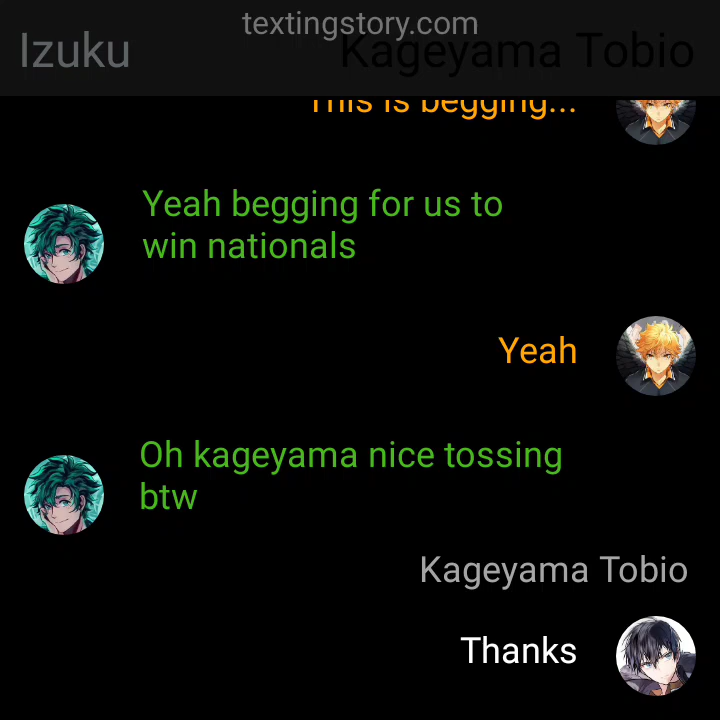 textingstory.com
Izuku
Kageyama Tobio
This is begging...
Yeah begging for us to
win nationals
Yeah
Oh kageyama nice tossing
btw
Kageyama Tobio
Thanks